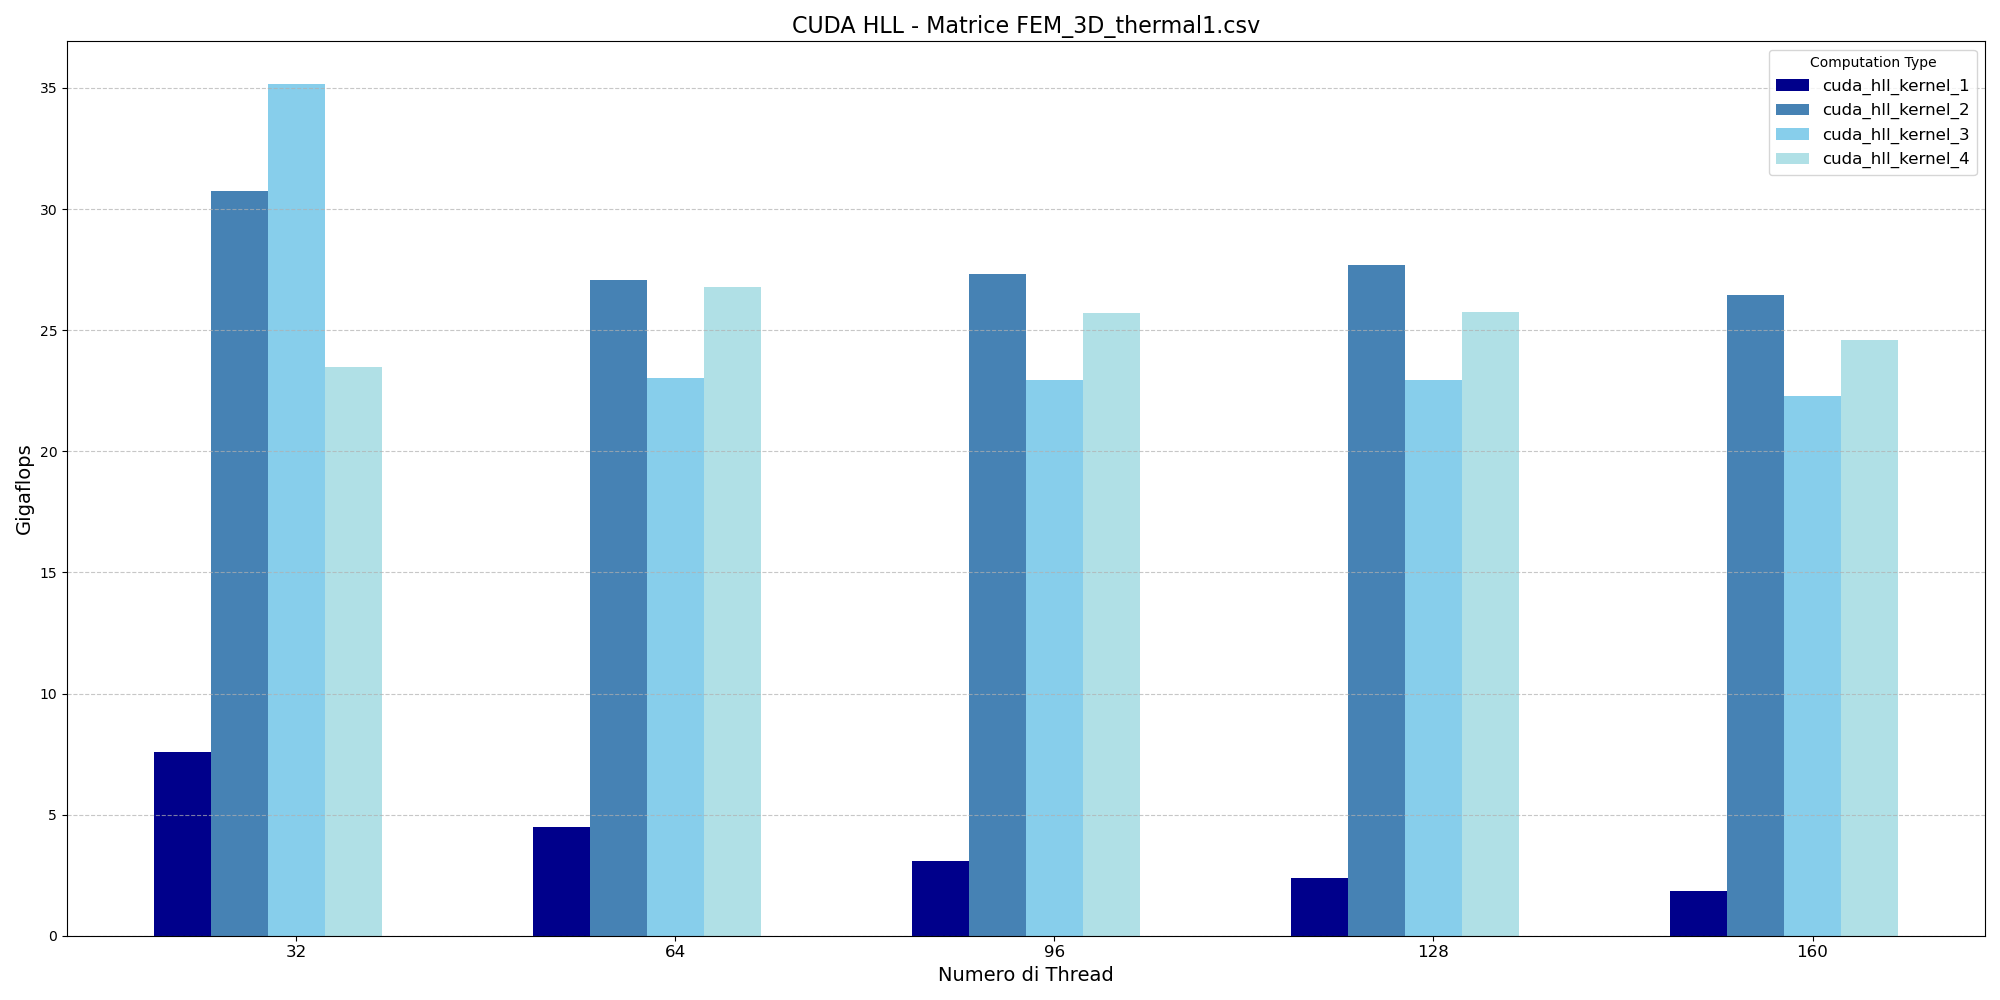 CUDA HLL - Matrice FEM_3D_thermal1.csv
Computation Type
cuda_hll_kernel_1
cuda_hll_kernel_2
cuda_hll_kernel_3
cuda_hll_kernel_4
Gigaflops
35
30
25
20
15
10
5
0
32 64 96 128 160
Numero di Thread